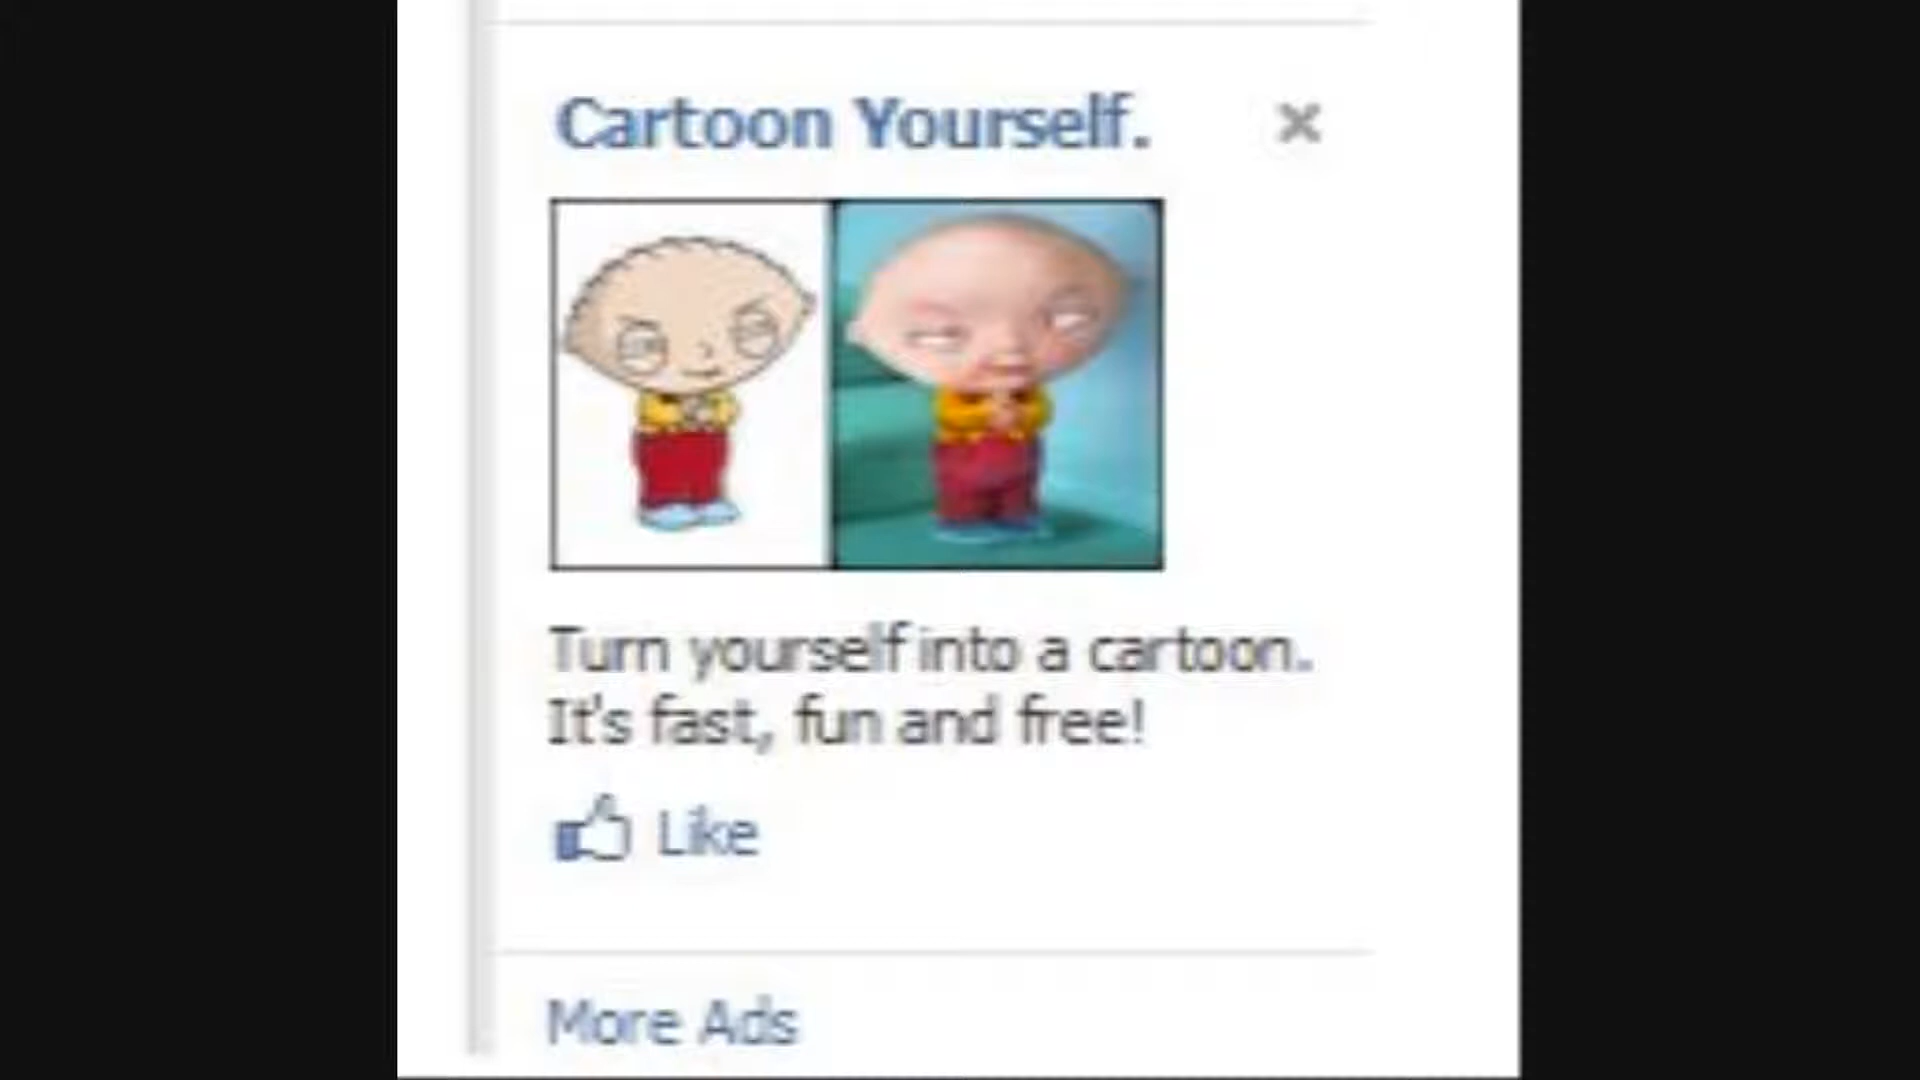 Cartoon Yourself.
Turn yourself into a cartoon.
It's fast, fun and free!
Like
More Ads